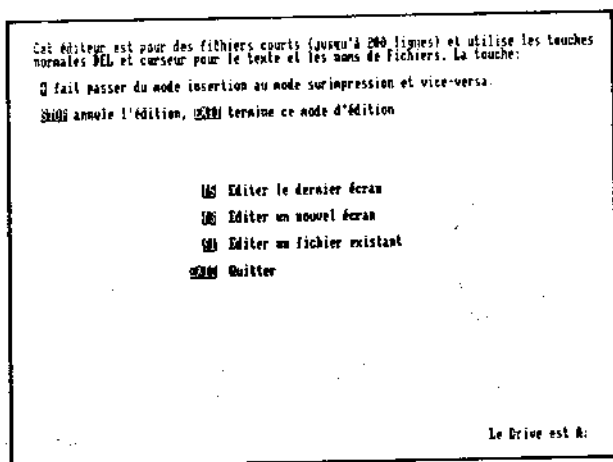 Cet éditeur est pour des fichiers courts (jusqu'à 200 lignes) et utilise les touches
normales DEL et curseur pour le texte et les noms de Fichiers. La touche:
fait passer du mode insertion au mode surimpression et vice-versa.
annule l'édition, termine ce mode d'édition
Editer le dernier écran
Editer un nouvel écran
Editer un fichier existant
Quitter
Le Drive est A: